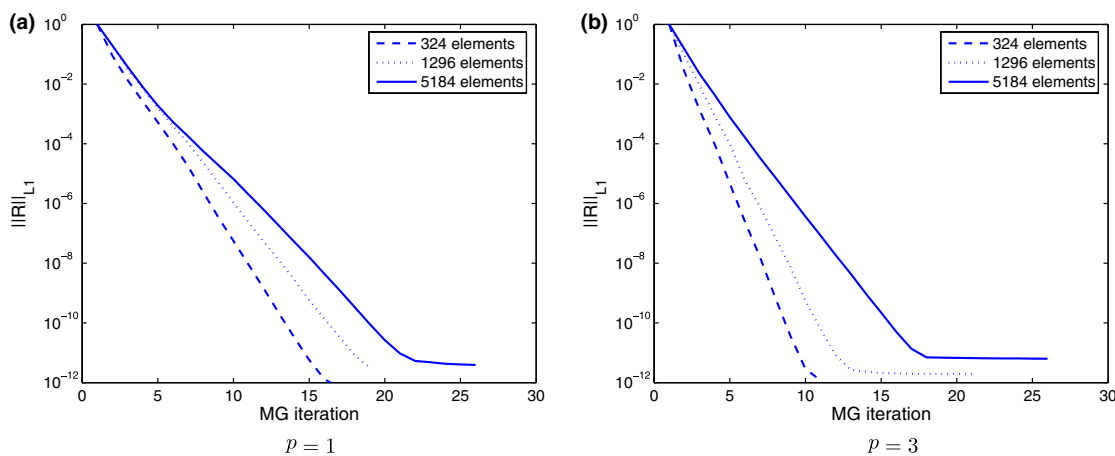 (a)
10^0
10^-2
10^-4
10^-6
10^-8
10^-10
10^-12
||R||_L1
324 elements
1296 elements
5184 elements
0 5 10 15 20 25 30
MG iteration
p = 1
(b)
10^0
10^-2
10^-4
10^-6
10^-8
10^-10
10^-12
||R||_L1
324 elements
1296 elements
5184 elements
0 5 10 15 20 25 30
MG iteration
p = 3